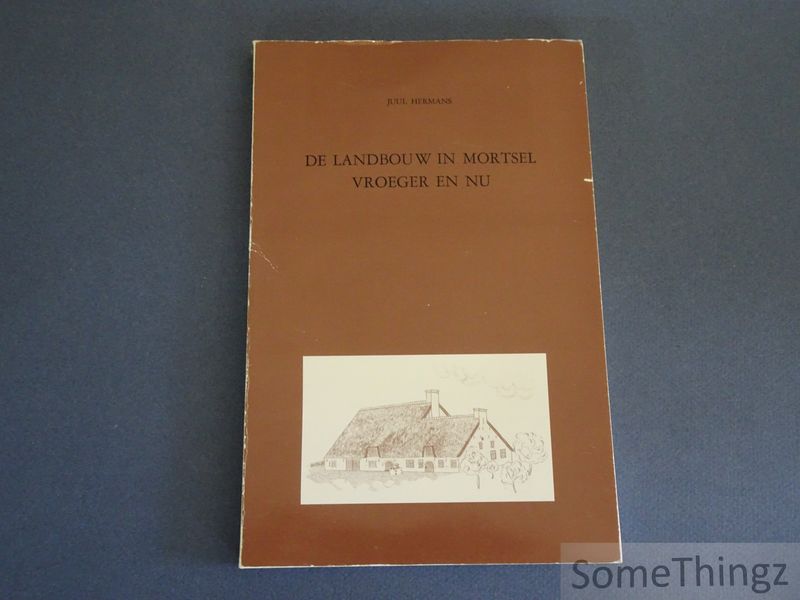 JUUL HERMANS
DE LANDBOUW IN MORTSEL
VROEGER EN NU
SomeThingz